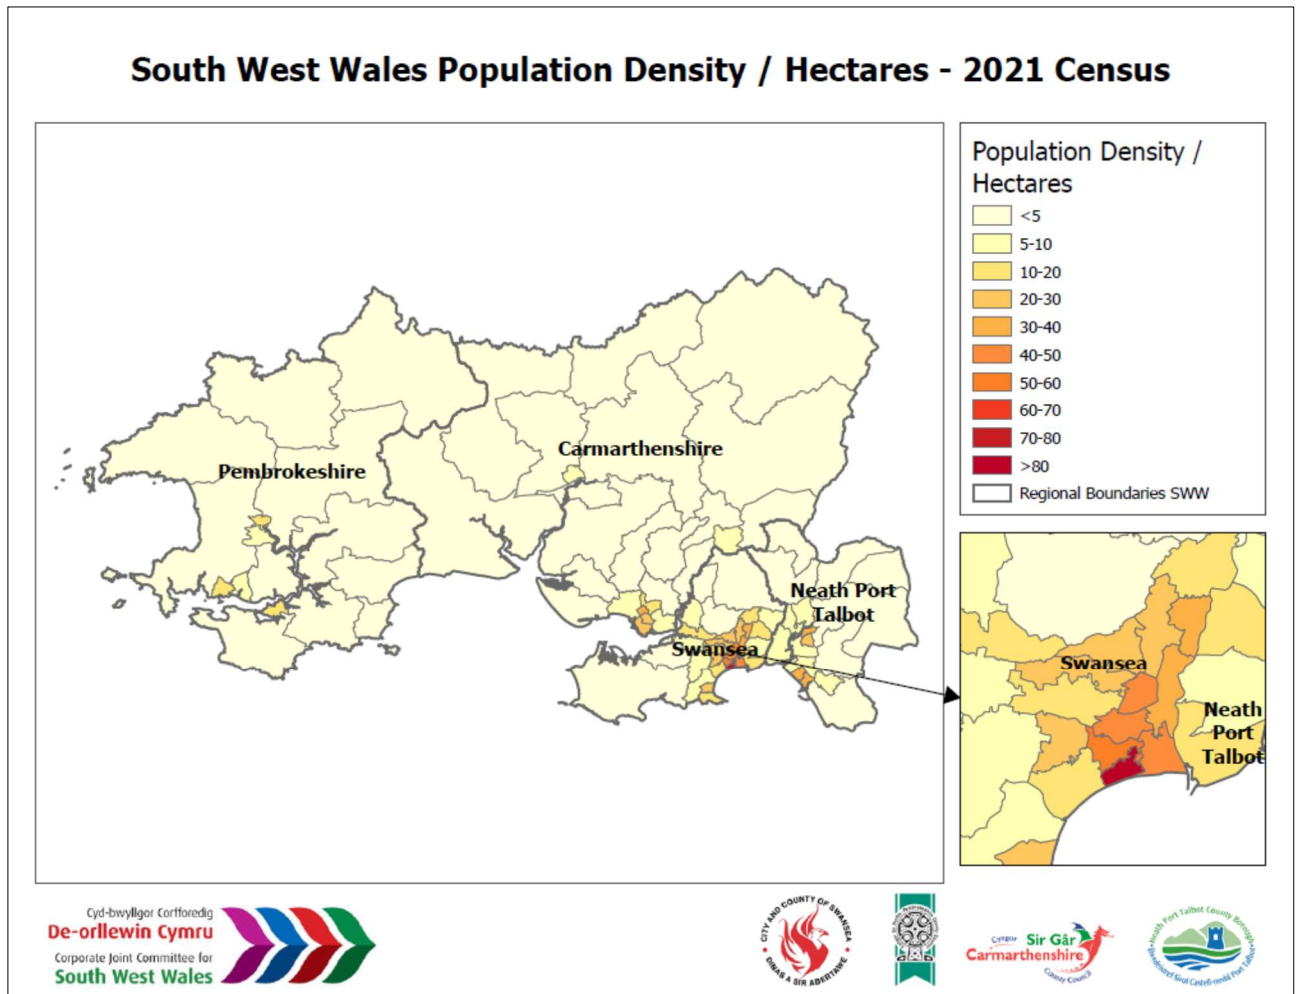 South West Wales Population Density / Hectares - 2021 Census
Pembrokeshire
Carmarthenshire
Neath Port
Talbot
Swansea
Population Density /
Hectares
<5
5-10
10-20
20-30
30-40
40-50
50-60
60-70
70-80
>80
Regional Boundaries SWW
Swansea
Neath
Port
Talbot
Cyd-bwyllgor Corfforedig
De-orllewin Cymru
Corporate Joint Committee for
South West Wales
CITY AND COUNTY OF SWANSEA
DINAS A SIR ABERTAWE
Cyngor
Sir Gâr
Carmarthenshire
County Council
Neath Port Talbot County Borough